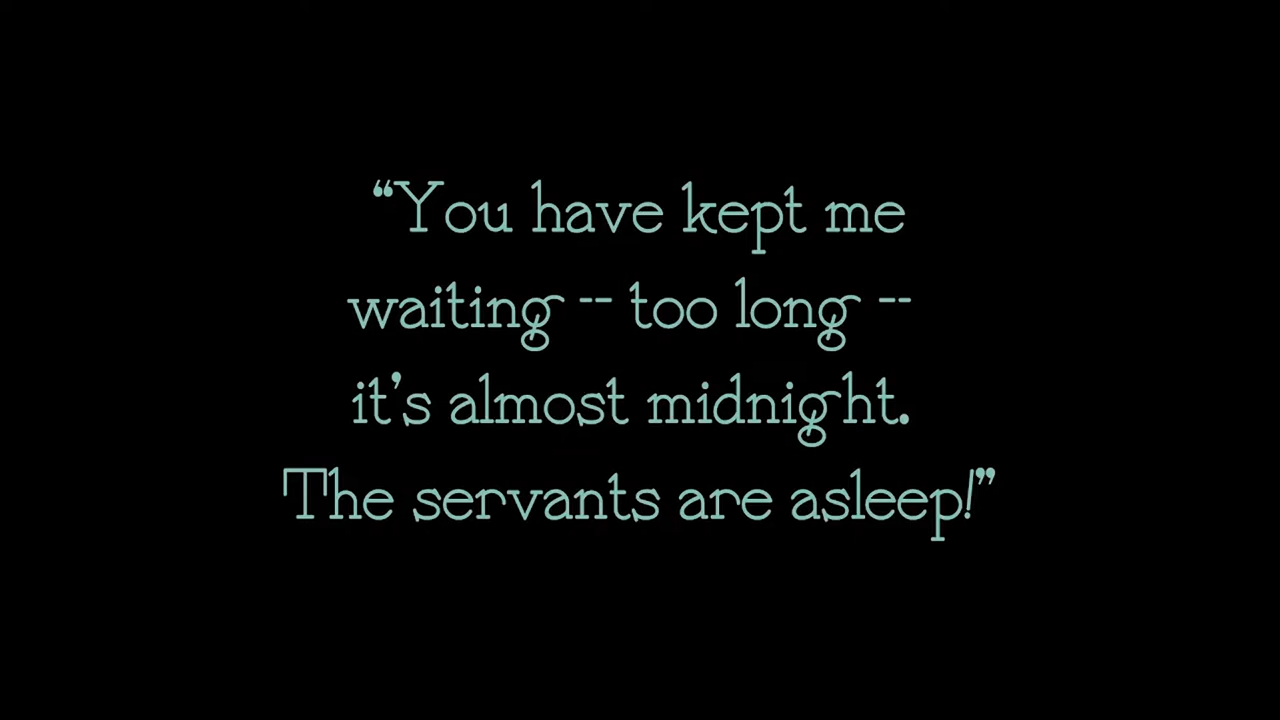 “You have kept me
waiting -- too long --
it’s almost midnight.
The servants are asleep!”